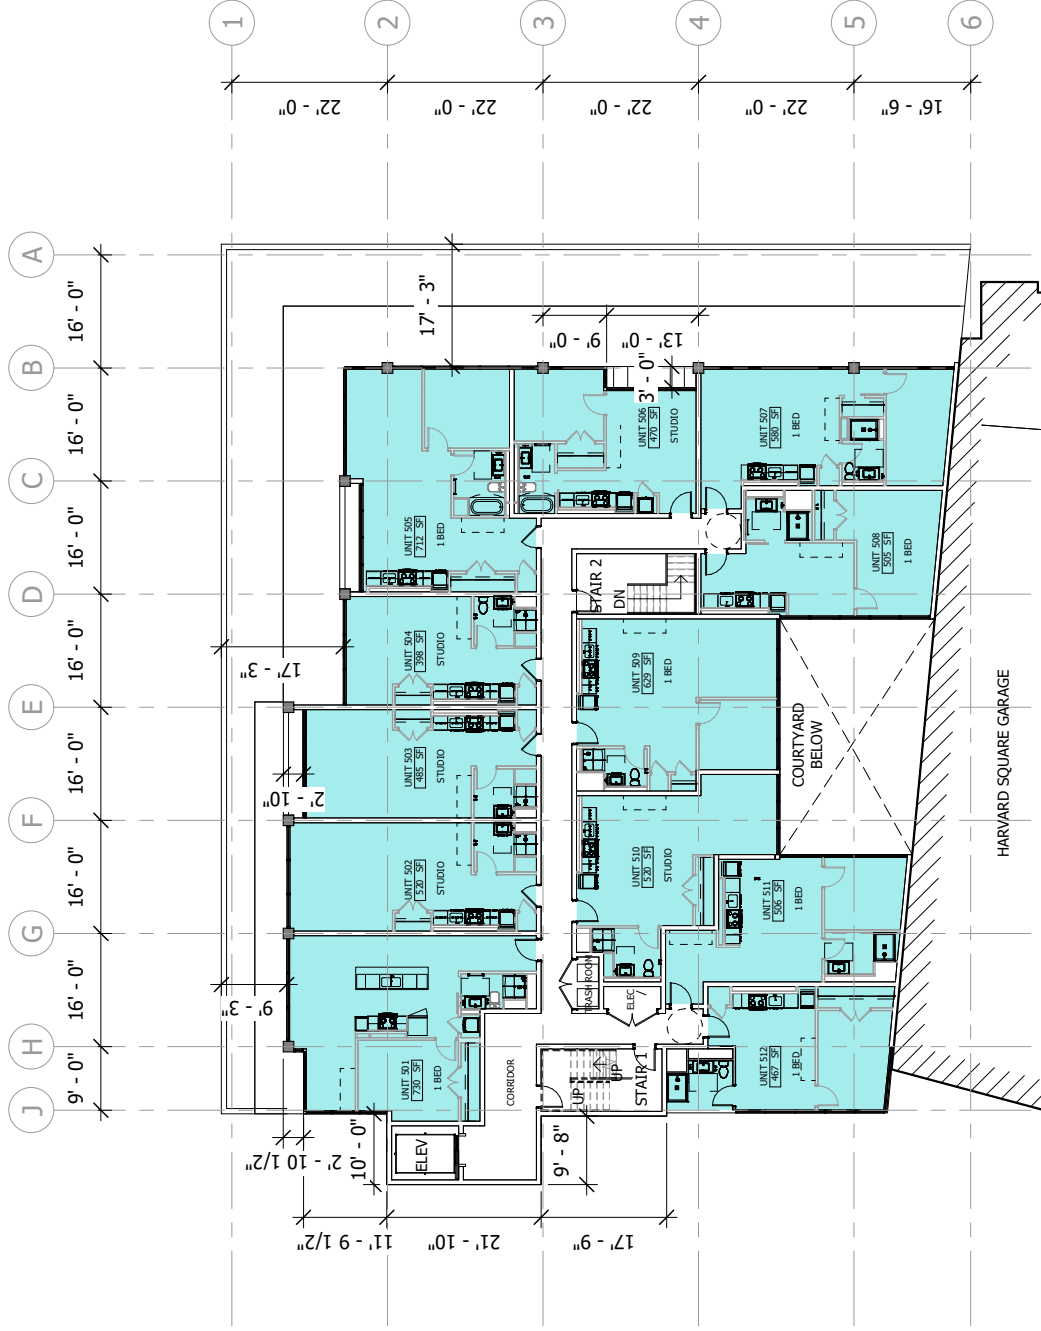 1
2
3
4
5
6
22' - 0"
22' - 0"
22' - 0"
22' - 0"
16' - 6"
A
B
C
D
E
F
G
H
J
16' - 0"
16' - 0"
16' - 0"
16' - 0"
16' - 0"
16' - 0"
16' - 0"
9' - 0"
17' - 3"
9' - 0"
13' - 0"
3' - 0"
17' - 3"
2' - 10"
9' - 3"
2' - 10 1/2"
10' - 0"
9' - 8"
11' - 9 1/2"
21' - 10"
17' - 9"
UNIT 505
712 SF
1 BED
UNIT 506
470 SF
STUDIO
UNIT 507
580 SF
1 BED
UNIT 508
505 SF
1 BED
UNIT 504
398 SF
STUDIO
UNIT 503
485 SF
STUDIO
UNIT 502
520 SF
STUDIO
UNIT 501
730 SF
1 BED
UNIT 509
629 SF
1 BED
UNIT 510
520 SF
STUDIO
UNIT 511
506 SF
1 BED
UNIT 512
467 SF
1 BED
STAIR 2
DN
COURTYARD
BELOW
TRASH ROOM
ELEC
CORRIDOR
ELEV
UP
UP
STAIR 1
HARVARD SQUARE GARAGE